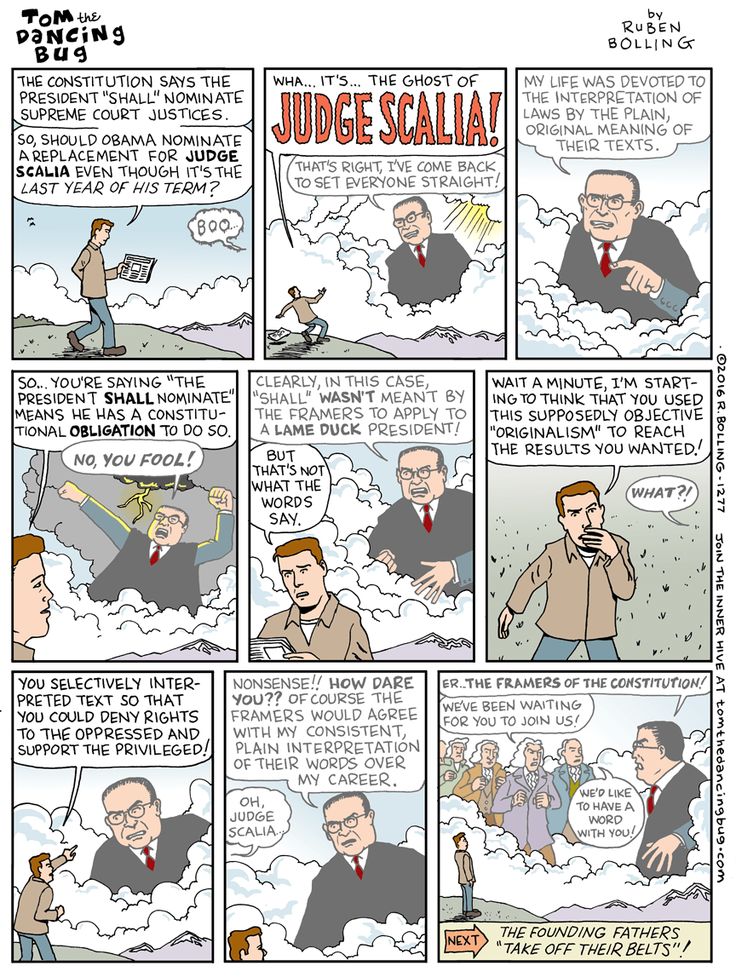 TOM the
DANCING
BUG
by
RUBEN
BOLLING
THE CONSTITUTION SAYS THE
PRESIDENT "SHALL" NOMINATE
SUPREME COURT JUSTICES.
SO, SHOULD OBAMA NOMINATE
A REPLACEMENT FOR JUDGE
SCALIA EVEN THOUGH IT'S THE
LAST YEAR OF HIS TERM?
BOO...
WHA... IT'S... THE GHOST OF
JUDGE SCALIA!
THAT'S RIGHT, I'VE COME BACK
TO SET EVERYONE STRAIGHT!
MY LIFE WAS DEVOTED TO
THE INTERPRETATION OF
LAWS BY THE PLAIN,
ORIGINAL MEANING OF
THEIR TEXTS.
SO... YOU'RE SAYING "THE
PRESIDENT SHALL NOMINATE"
MEANS HE HAS A CONSTITU-
TIONAL OBLIGATION TO DO SO.
NO, YOU FOOL!
CLEARLY, IN THIS CASE,
"SHALL" WASN'T MEANT BY
THE FRAMERS TO APPLY TO
A LAME DUCK PRESIDENT!
BUT
THAT'S NOT
WHAT THE
WORDS
SAY.
WAIT A MINUTE, I'M START-
ING TO THINK THAT YOU USED
THIS SUPPOSEDLY OBJECTIVE
"ORIGINALISM" TO REACH
THE RESULTS YOU WANTED!
WHAT?!
YOU SELECTIVELY INTER-
PRETED TEXT SO THAT
YOU COULD DENY RIGHTS
TO THE OPPRESSED AND
SUPPORT THE PRIVILEGED!
NONSENSE!! HOW DARE
YOU?? OF COURSE THE
FRAMERS WOULD AGREE
WITH MY CONSISTENT,
PLAIN INTERPRETATION
OF THEIR WORDS OVER
MY CAREER.
OH,
JUDGE
SCALIA...
ER..THE FRAMERS OF THE CONSTITUTION!
WE'VE BEEN WAITING
FOR YOU TO JOIN US!
WE'D LIKE
TO HAVE A
WORD
WITH YOU!
NEXT
THE FOUNDING FATHERS
"TAKE OFF THEIR BELTS"!
©2016 R. BOLLING - 1277 JOIN THE INNER HIVE AT tomthedancingbug.com